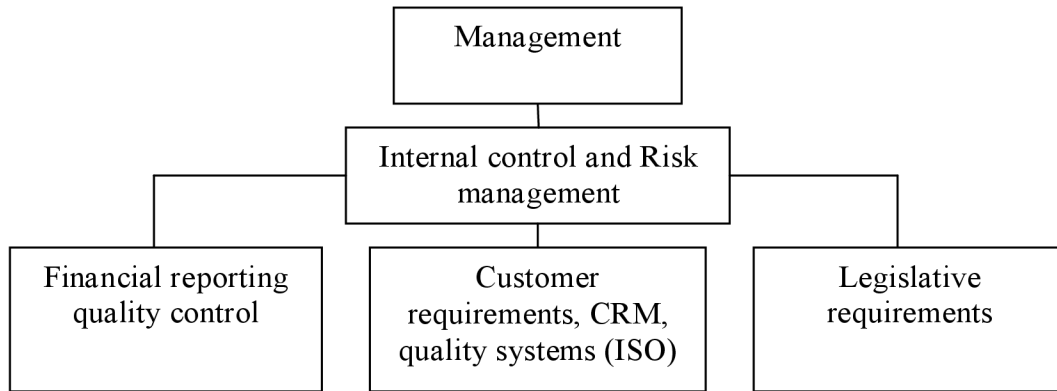 Management
Internal control and Risk
management
Financial reporting
quality control
Customer
requirements, CRM,
quality systems (ISO)
Legislative
requirements